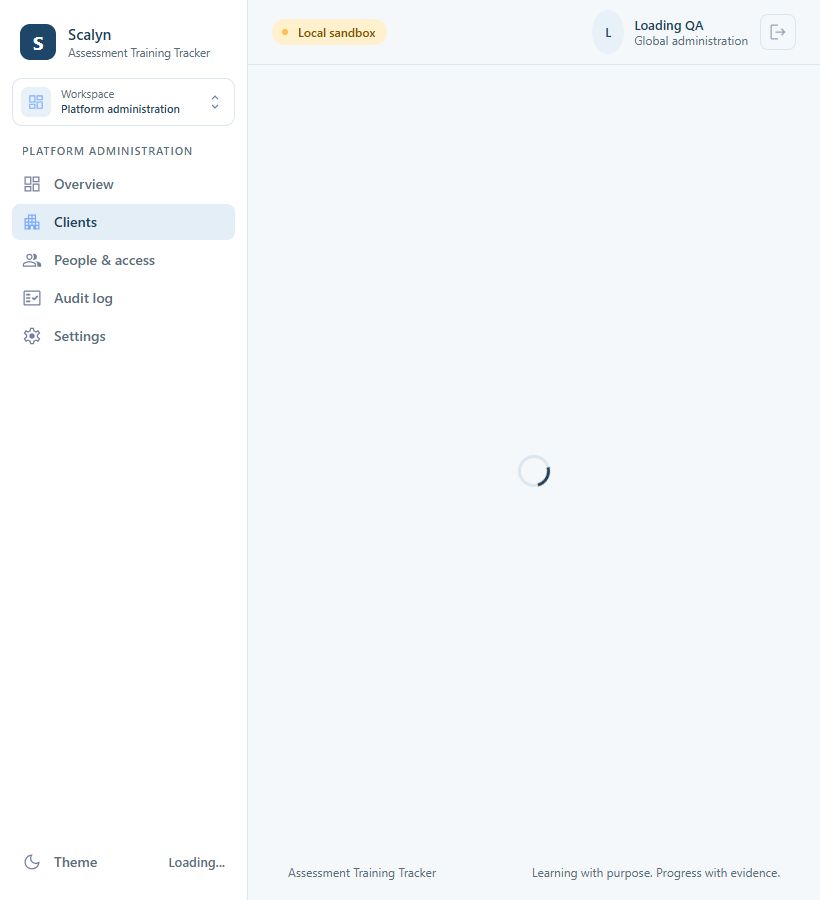 S
Scalyn
Assessment Training Tracker
Workspace
Platform administration
PLATFORM ADMINISTRATION
Overview
Clients
People & access
Audit log
Settings
Theme
Loading...
Local sandbox
L
Loading QA
Global administration
Assessment Training Tracker
Learning with purpose. Progress with evidence.